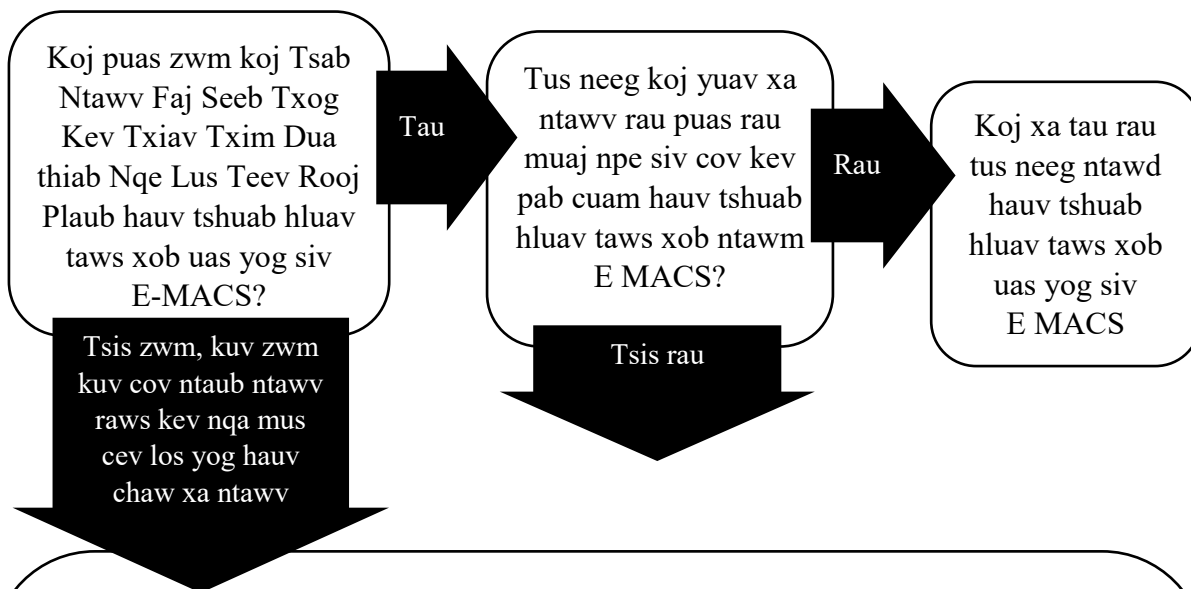 Koj puas zwm koj Tsab
Ntawv Faj Seeb Txog
Kev Txiav Txim Dua
thiab Nqe Lus Teev Rooj
Plaub hauv tshuab hluav
taws xob uas yog siv
E-MACS?
Tau
Tus neeg koj yuav xa
ntawv rau puas rau
muaj npe siv cov kev
pab cuam hauv tshuab
hluav taws xob ntawm
E MACS?
Rau
Koj xa tau rau
tus neeg ntawd
hauv tshuab
hluav taws xob
uas yog siv
E MACS
Tsis zwm, kuv zwm
kuv cov ntaub ntawv
raws kev nqa mus
cev los yog hauv
chaw xa ntawv
Tsis rau